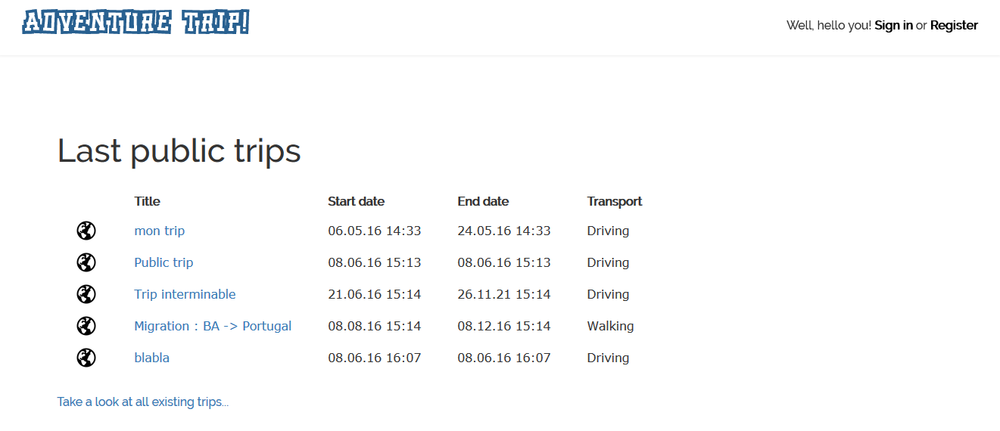 ADVENTURE TRIP!
Well, hello you! Sign in or Register
Last public trips
Title Start date End date Transport
mon trip 06.05.16 14:33 24.05.16 14:33 Driving
Public trip 08.06.16 15:13 08.06.16 15:13 Driving
Trip interminable 21.06.16 15:14 26.11.21 15:14 Driving
Migration : BA -> Portugal 08.08.16 15:14 08.12.16 15:14 Walking
blabla 08.06.16 16:07 08.06.16 16:07 Driving
Take a look at all existing trips...